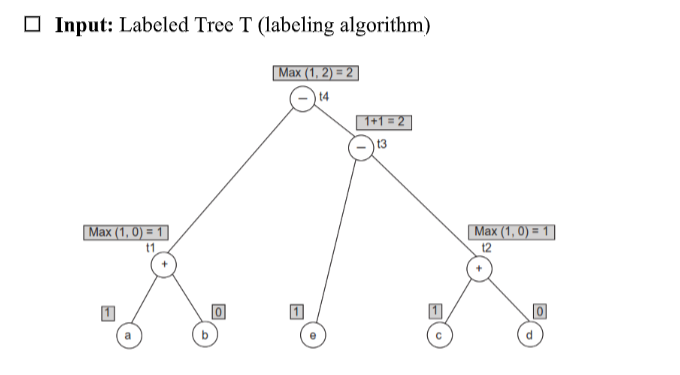 □ Input: Labeled Tree T (labeling algorithm)
Max (1, 2) = 2
− t4
1+1 = 2
− t3
Max (1, 0) = 1
t1
+
Max (1, 0) = 1
t2
+
1 0 1 1 0
a b e c d